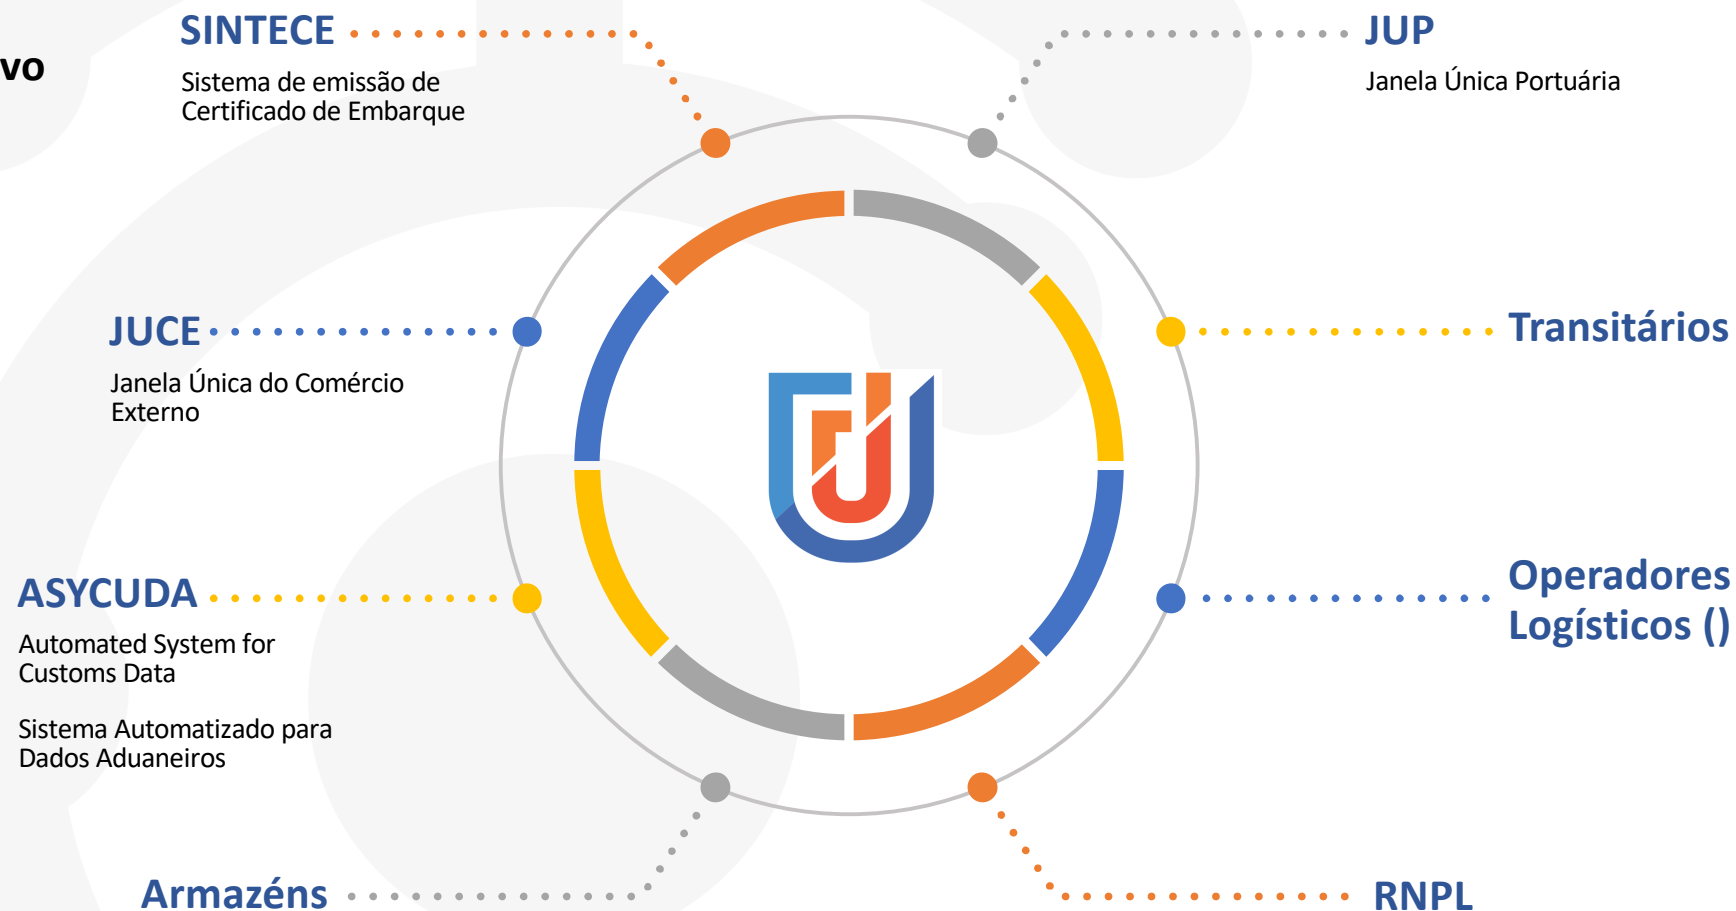 vo
SINTECE
Sistema de emissão de
Certificado de Embarque
JUP
Janela Única Portuária
JUCE
Janela Única do Comércio
Externo
Transitários
ASYCUDA
Automated System for
Customs Data
Sistema Automatizado para
Dados Aduaneiros
Operadores
Logísticos ()
Armazéns
RNPL